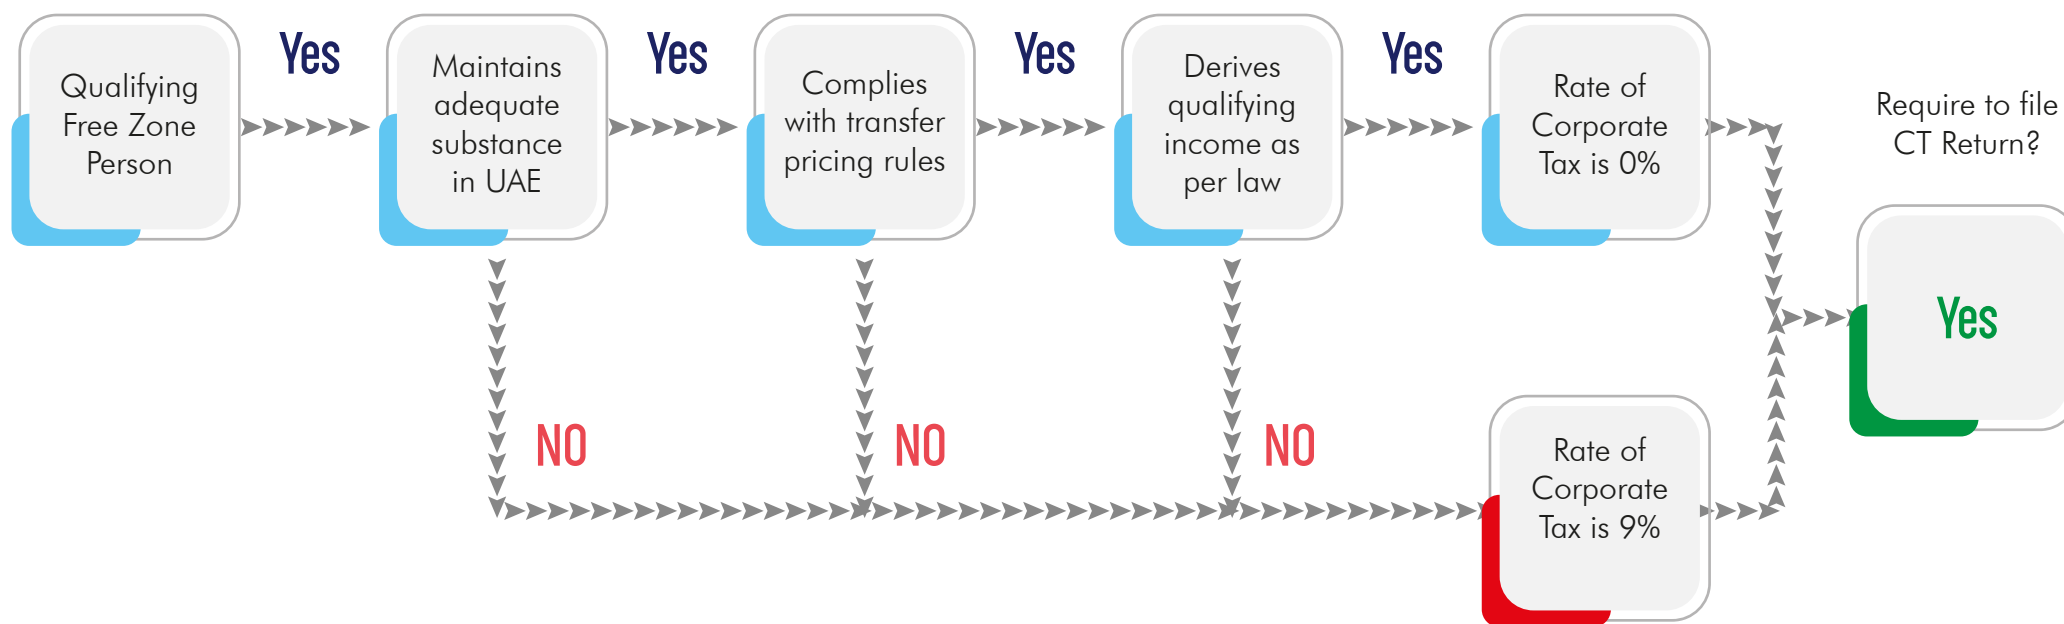 Qualifying
Free Zone
Person
Yes
Maintains
adequate
substance
in UAE
Yes
Complies
with transfer
pricing rules
Yes
Derives
qualifying
income as
per law
Yes
Rate of
Corporate
Tax is 0%
Require to file
CT Return?
Yes
NO
NO
NO
Rate of
Corporate
Tax is 9%